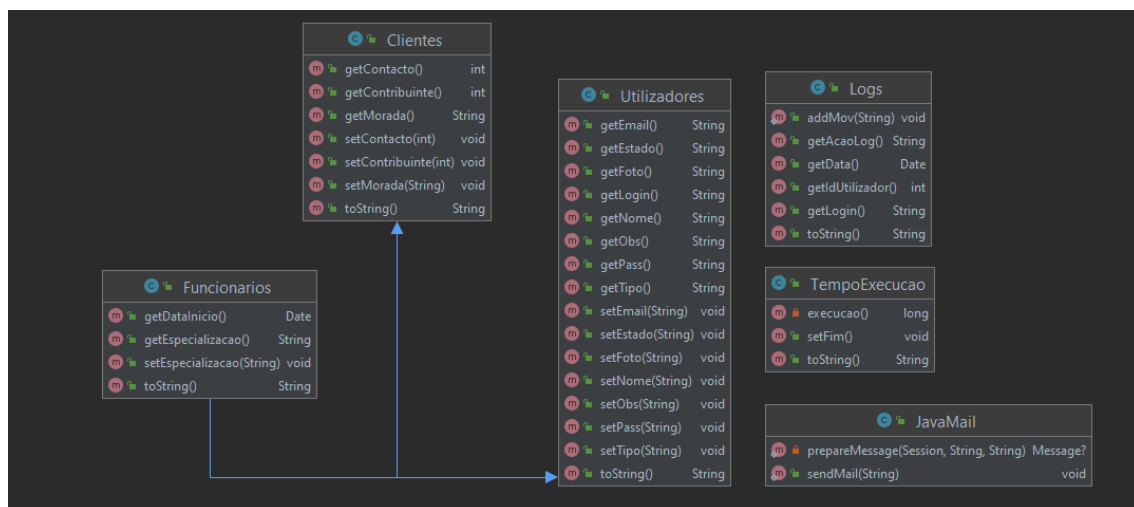 Clientes
getContacto() int
getContribuinte() int
getMorada() String
setContacto(int) void
setContribuinte(int) void
setMorada(String) void
toString() String
Funcionarios
getDataInicio() Date
getEspecializacao() String
setEspecializacao(String) void
toString() String
Utilizadores
getEmail() String
getEstado() String
getFoto() String
getLogin() String
getNome() String
getObs() String
getPass() String
getTipo() String
setEmail(String) void
setEstado(String) void
setFoto(String) void
setNome(String) void
setObs(String) void
setPass(String) void
setTipo(String) void
toString() String
Logs
addMov(String) void
getAcaoLog() String
getData() Date
getIdUtilizador() int
getLogin() String
toString() String
TempoExecucao
execucao() long
setFim() void
toString() String
JavaMail
prepareMessage(Session, String, String) Message?
sendMail(String) void